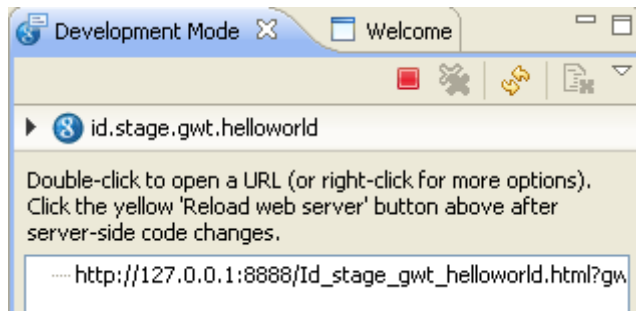 Development Mode Welcome
id.stage.gwt.helloworld
Double-click to open a URL (or right-click for more options).
Click the yellow 'Reload web server' button above after
server-side code changes.
http://127.0.0.1:8888/Id_stage_gwt_helloworld.html?gw